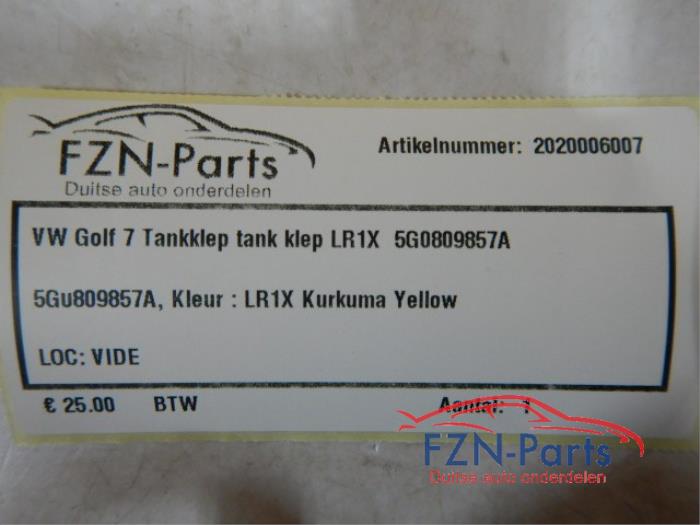 FZN-Parts
Duitse auto onderdelen
Artikelnummer: 2020006007
VW Golf 7 Tankklep tank klep LR1X 5G0809857A
5Gu809857A, Kleur : LR1X Kurkuma Yellow
LOC: VIDE
€ 25.00 BTW Aantal: 1
FZN-Parts
Duitse auto onderdelen